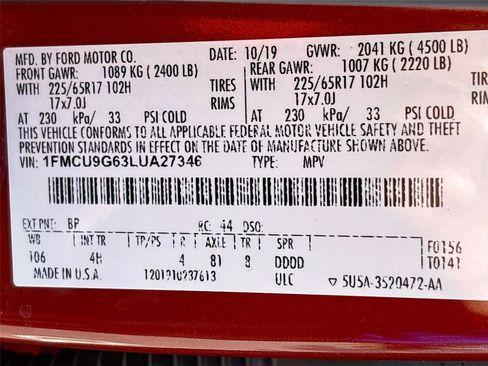 MFD. BY FORD MOTOR CO. 10/19 GVWR: 2041 KG ( 4500 LB)
FRONT GAWR: 1089 KG ( 2400 LB) REAR GAWR: 1007 KG ( 2220 LB)
WITH 225/65R17 102H TIRES WITH 225/65R17 102H TIRE
17x7.0J RIMS 17x7.0J RIMS
AT 230 kPa/ 33 PSI COLD AT 230 kPa/ 33 PSI COLD
THIS VEHICLE CONFORMS TO ALL APPLICABLE FEDERAL MOTOR VEHICLE SAFETY AND THEFT
PREVENTION STANDARDS IN EFFECT ON THE DATE OF MANUFACTURE SHOWN ABOVE.
VIN: 1FMCU9G63LUA27346 TYPE: MPV
EXT PNT: BP RC: 44 DSO:
WB INT TR TP/PS R AXLE TR SPR F0156
106 4H 4 81 8 DDDD T0141
MADE IN U.S.A. ULC 5U5A-3520472-AA